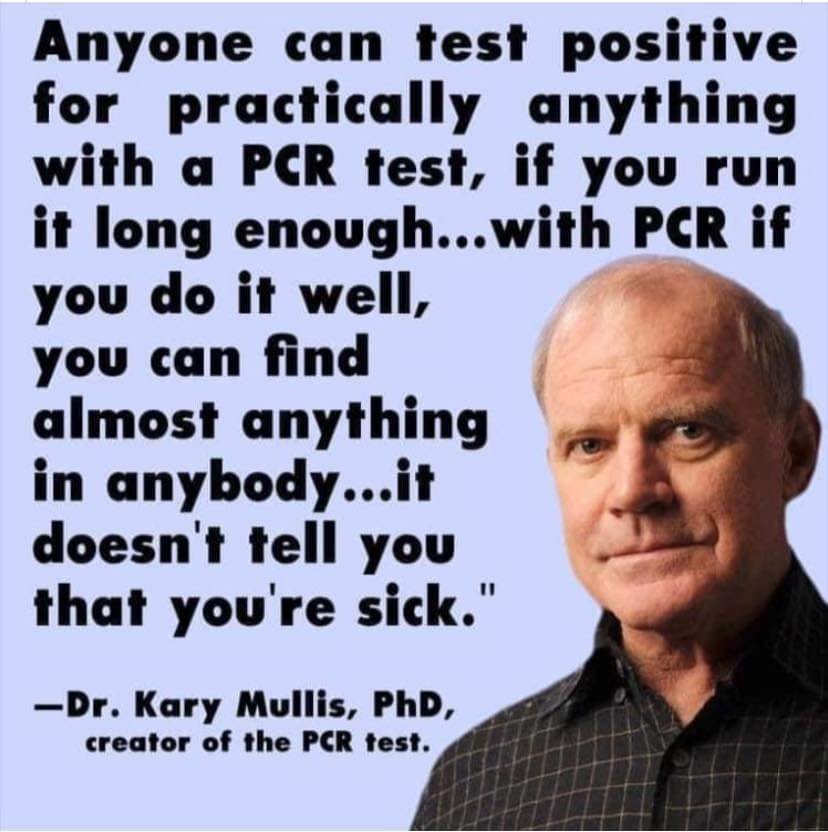 Anyone can test positive
for practically anything
with a PCR test, if you run
it long enough...with PCR if
you do it well,
you can find
almost anything
in anybody...it
doesn't tell you
that you're sick."
—Dr. Kary Mullis, PhD,
creator of the PCR test.